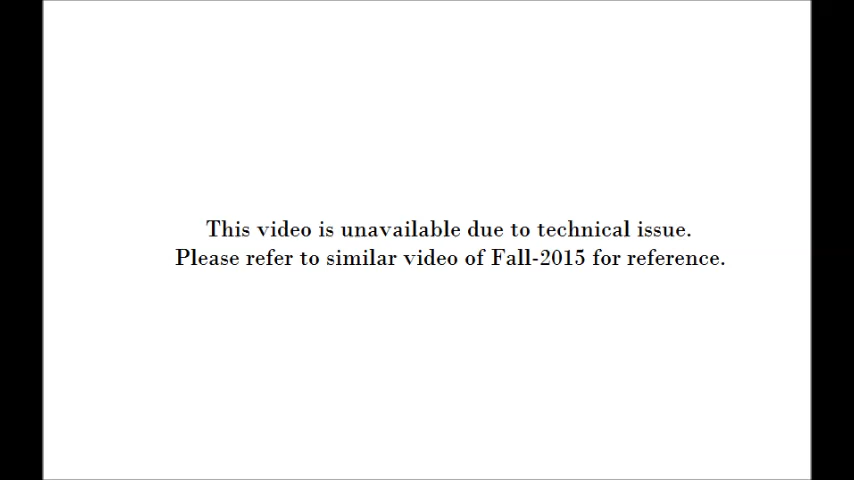 This video is unavailable due to technical issue.
Please refer to similar video of Fall-2015 for reference.